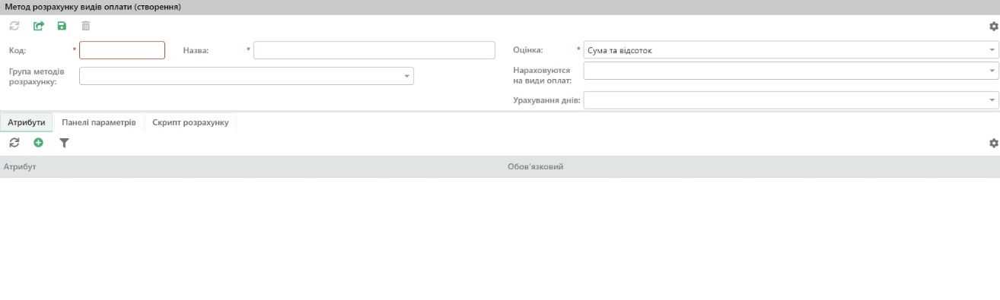 Метод розрахунку видів оплати (створення)
Код: * Назва: * Оцінка: * Сума та відсоток
Група методів розрахунку: Нараховуются на види оплат:
Урахування днів:
Атрибути Панелі параметрів Скрипт розрахунку
Атрибут Обов'язковий